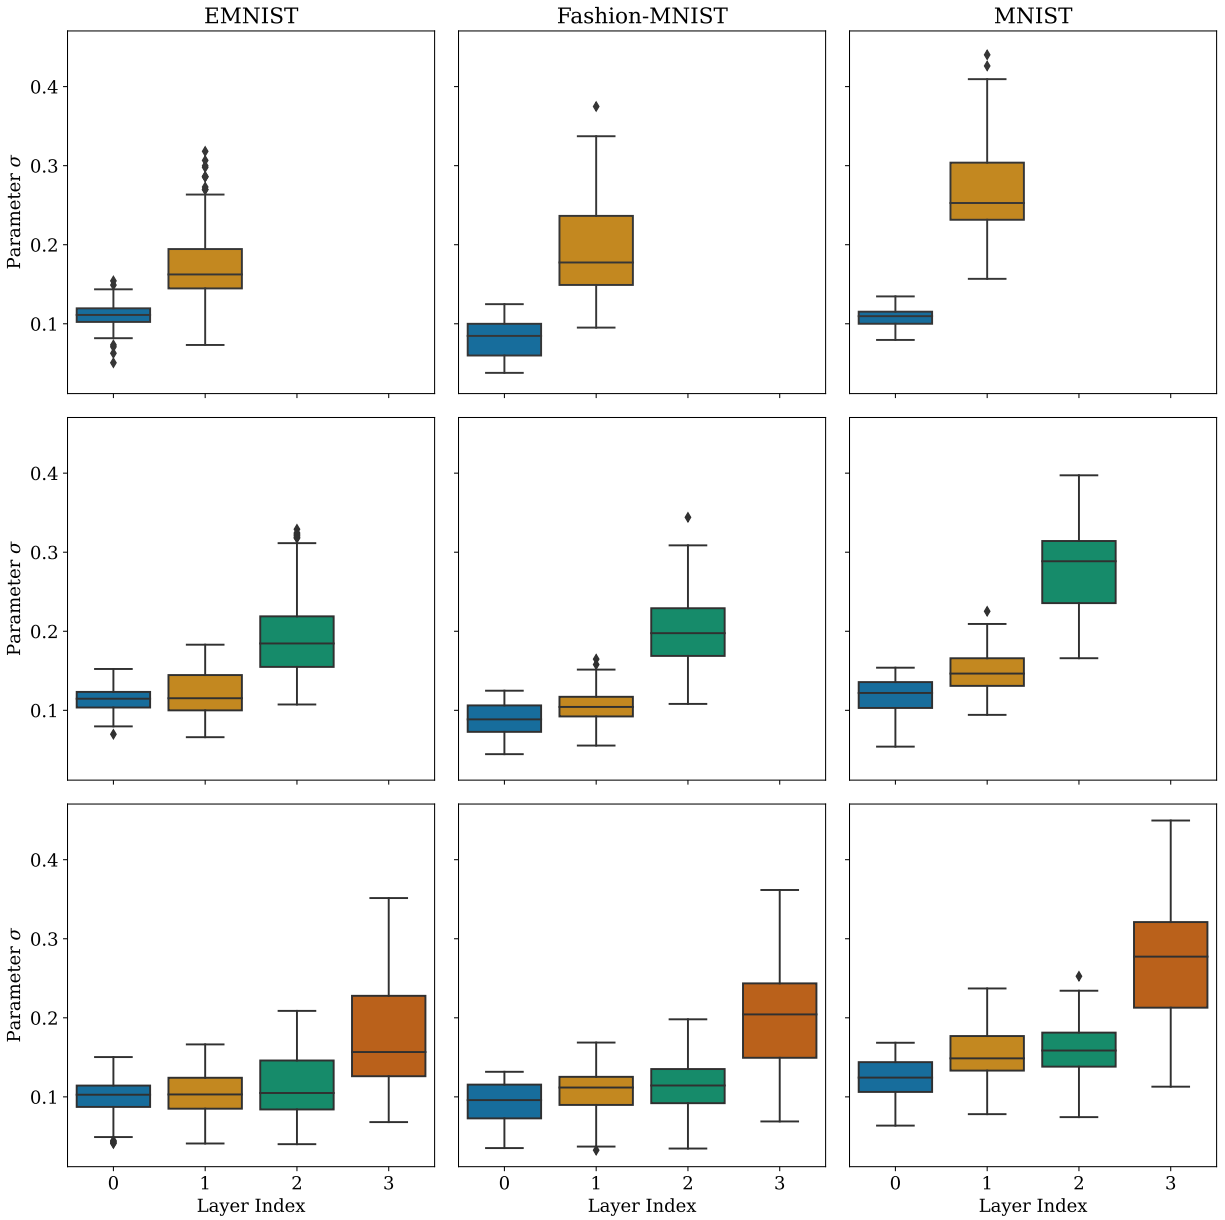 EMNIST Fashion-MNIST MNIST
Parameter σ
0.4
0.3
0.2
0.1
Parameter σ
0.4
0.3
0.2
0.1
Parameter σ
0.4
0.3
0.2
0.1
0 1 2 3 0 1 2 3 0 1 2 3
Layer Index Layer Index Layer Index